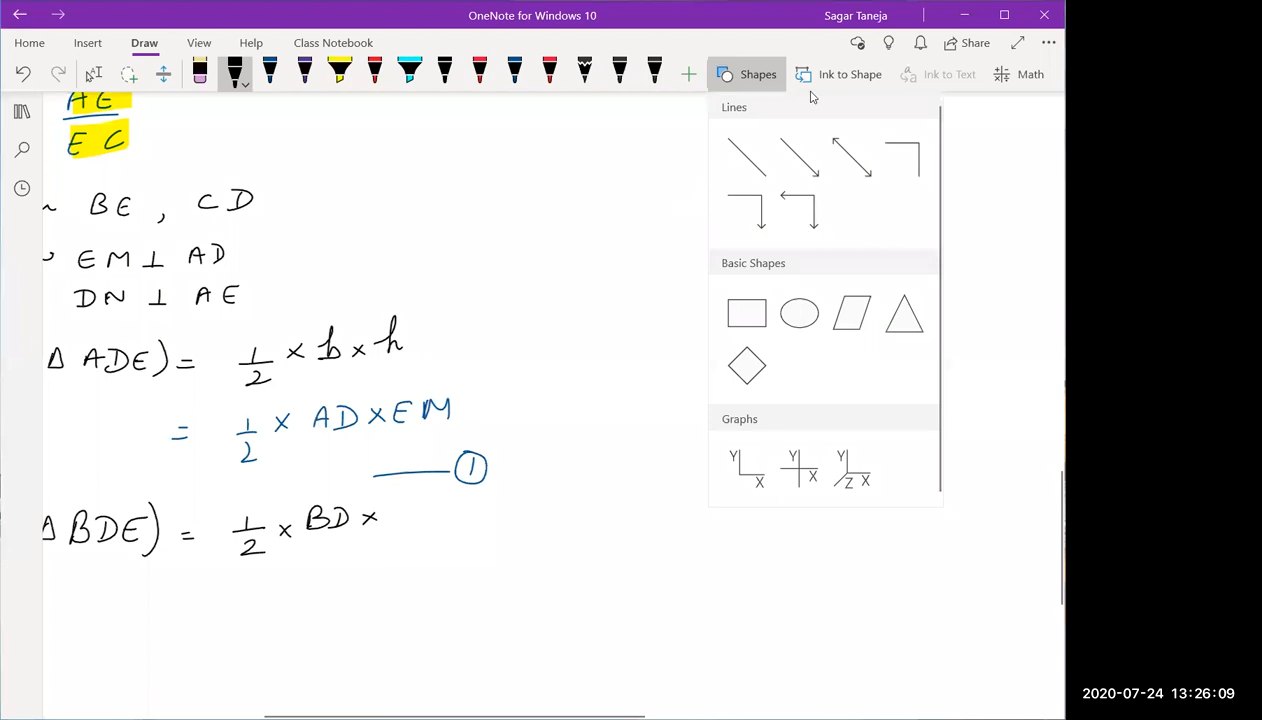 OneNote for Windows 10
Sagar Taneja
Home Insert Draw View Help Class Notebook Share
Shapes Ink to Shape Ink to Text Math
AE
EC
BE , CD
EM ⊥ AD
DN ⊥ AE
Δ ADE) = 1/2 × b × h
= 1/2 × AD × EM
——— ①
Δ BDE) = 1/2 × BD ×
Lines
Basic Shapes
Graphs
Y X Y X Y Z X
2020-07-24 13:26:09